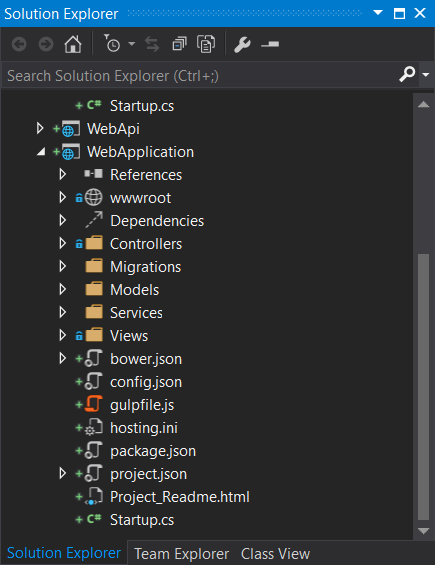 Solution Explorer
Search Solution Explorer (Ctrl+;)
C# Startup.cs
WebApi
WebApplication
References
wwwroot
Dependencies
Controllers
Migrations
Models
Services
Views
bower.json
config.json
gulpfile.js
hosting.ini
package.json
project.json
Project_Readme.html
C# Startup.cs
Solution Explorer Team Explorer Class View